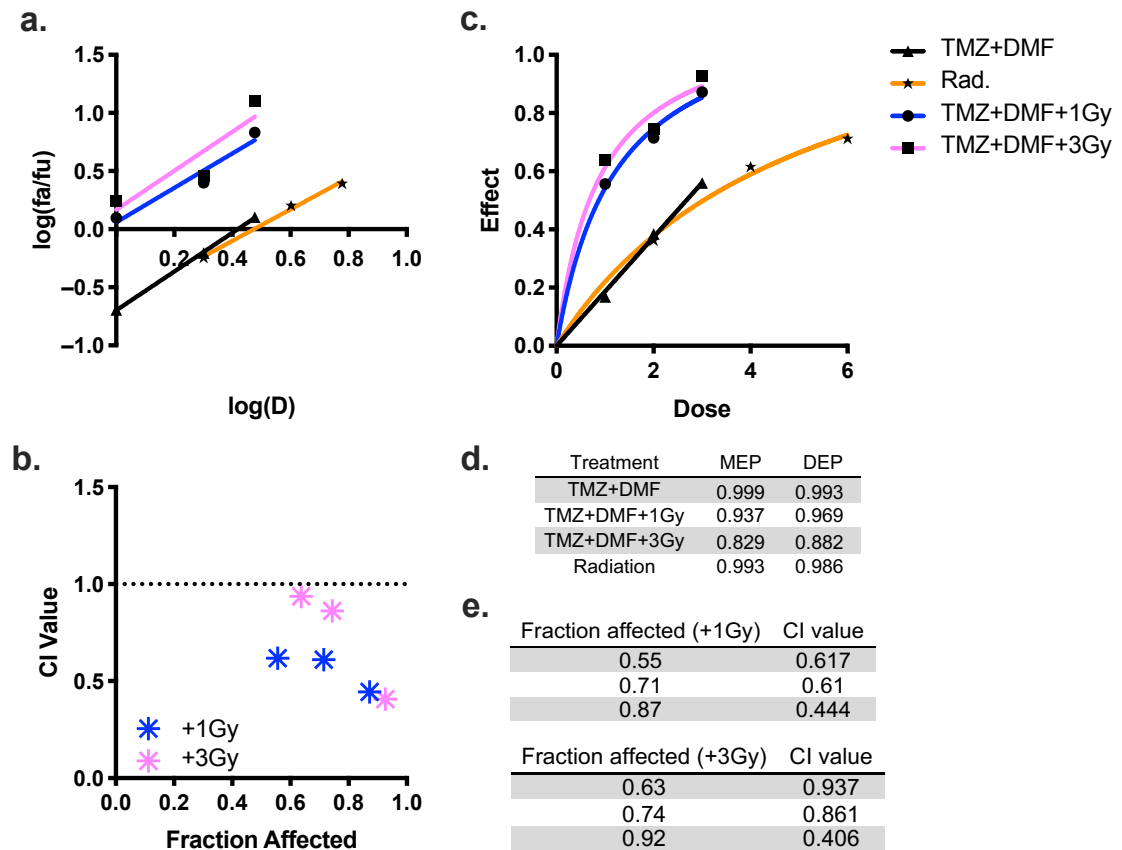 a.
1.5
1.0
0.5
0.0
–0.5
–1.0
0.2 0.4 0.6 0.8 1.0
log(fa/fu)
log(D)
c.
1.0
0.8
0.6
0.4
0.2
0.0
0 2 4 6
Effect
Dose
TMZ+DMF
Rad.
TMZ+DMF+1Gy
TMZ+DMF+3Gy
b.
1.5
1.0
0.5
0.0
0.0 0.2 0.4 0.6 0.8 1.0
CI Value
+1Gy
+3Gy
Fraction Affected
d.
Treatment MEP DEP
TMZ+DMF 0.999 0.993
TMZ+DMF+1Gy 0.937 0.969
TMZ+DMF+3Gy 0.829 0.882
Radiation 0.993 0.986
e.
Fraction affected (+1Gy) CI value
0.55 0.617
0.71 0.61
0.87 0.444
Fraction affected (+3Gy) CI value
0.63 0.937
0.74 0.861
0.92 0.406